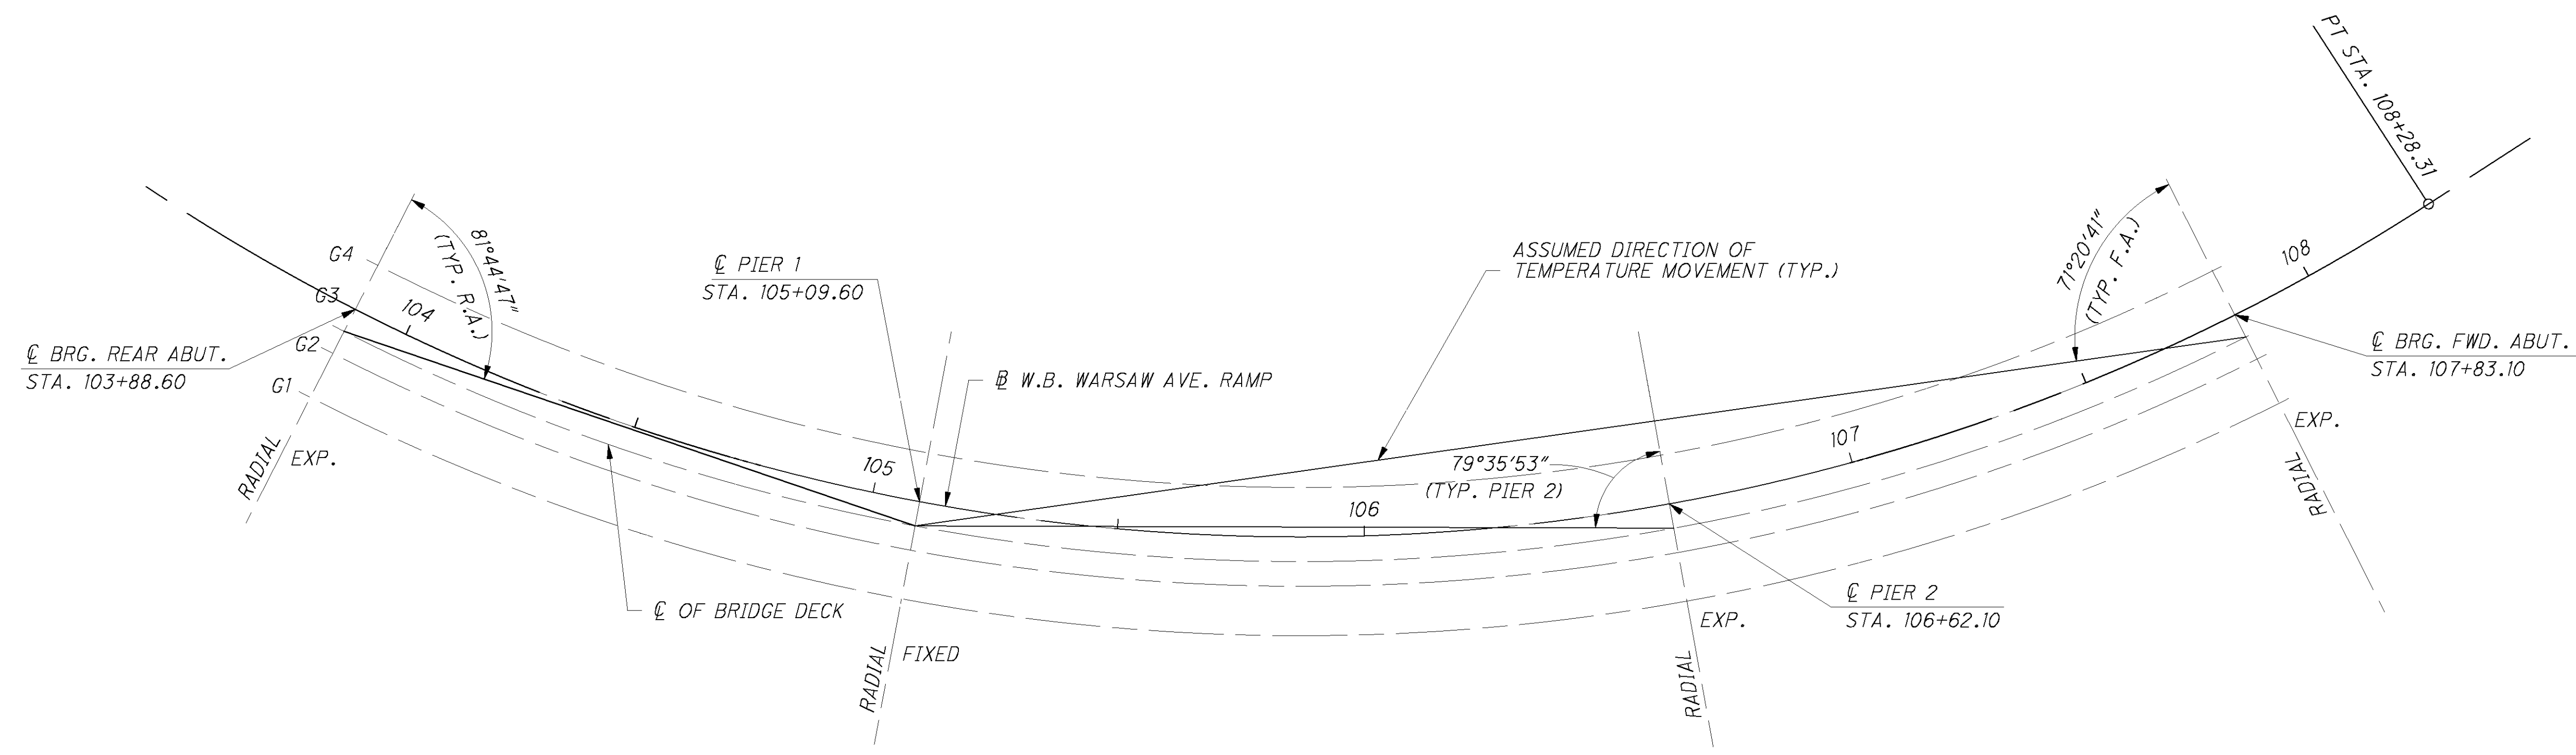 PT STA. 108+28.31
G4
G3
G2
G1
104
81°44'47"
(TYP. R.A.)
℄ BRG. REAR ABUT.
STA. 103+88.60
RADIAL
EXP.
℄ PIER 1
STA. 105+09.60
105
B W.B. WARSAW AVE. RAMP
℄ OF BRIDGE DECK
RADIAL
FIXED
ASSUMED DIRECTION OF
TEMPERATURE MOVEMENT (TYP.)
79°35'53"
(TYP. PIER 2)
106
107
℄ PIER 2
STA. 106+62.10
EXP.
RADIAL
71°20'41"
(TYP. F.A.)
108
℄ BRG. FWD. ABUT.
STA. 107+83.10
EXP.
RADIAL